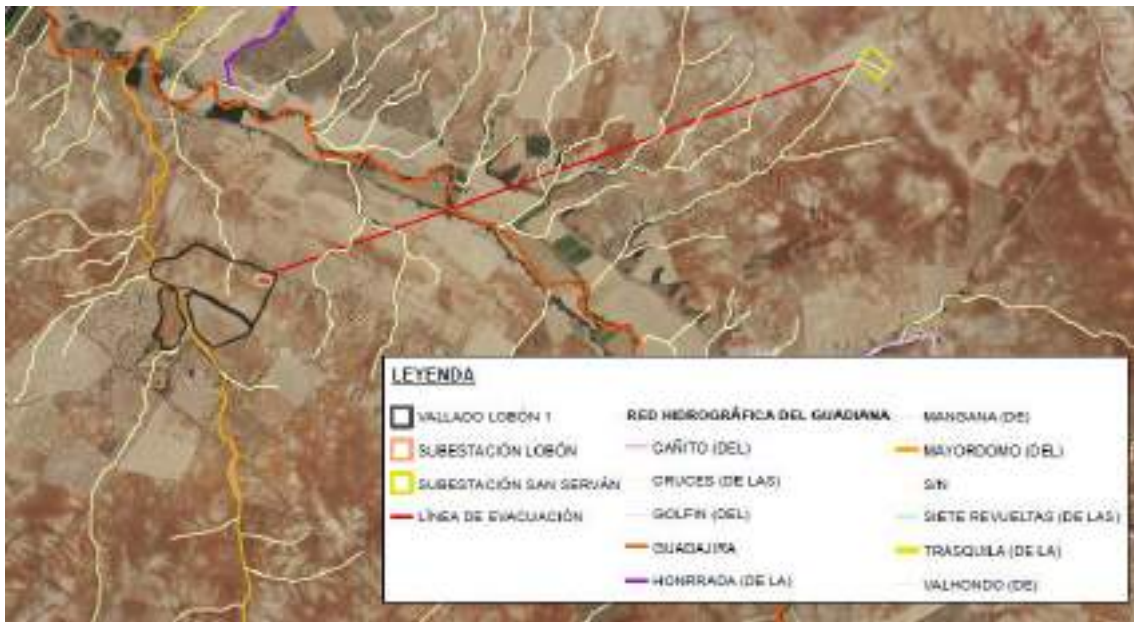 LEYENDA
VALLADO LOBÓN 1
SUBESTACIÓN LOBÓN
SUBESTACIÓN SAN SERVÁN
LÍNEA DE EVACUACIÓN
RED HIDROGRÁFICA DEL GUADIANA
CAÑITO (DEL)
CRUCES (DE LAS)
GOLFIN (DEL)
GUADAJIRA
HONRRADA (DE LA)
MANGANA (DE)
MAYORDOMO (DEL)
S/N
SIETE REVUELTAS (DE LAS)
TRASQUILA (DE LA)
VALHONDO (DE)